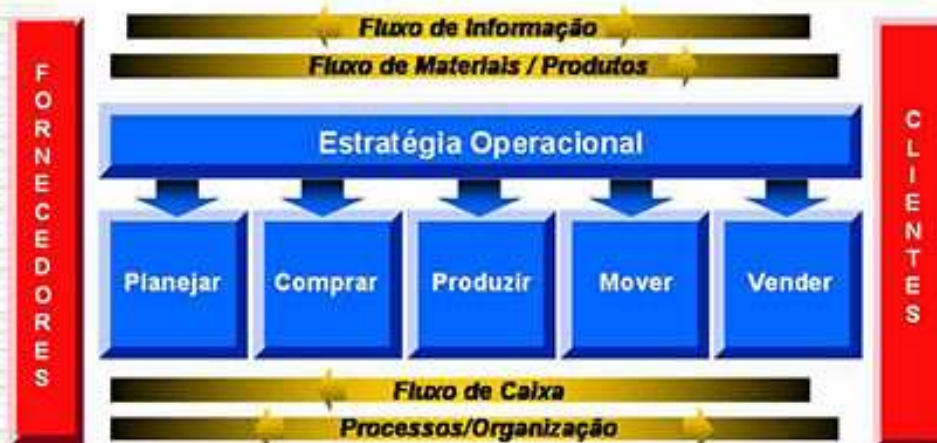 Fluxo de Informação
Fluxo de Materiais / Produtos
FORNECEDORES
Estratégia Operacional
CLIENTES
Planejar
Comprar
Produzir
Mover
Vender
Fluxo de Caixa
Processos/Organização